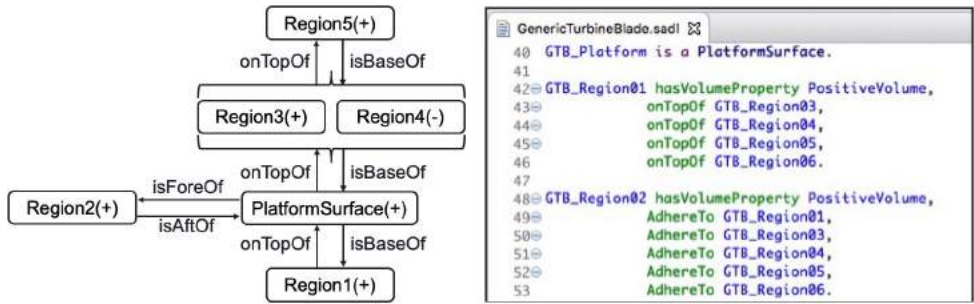 Region5(+)
onTopOf
isBaseOf
Region3(+)
Region4(-)
onTopOf
isBaseOf
isForeOf
Region2(+)
PlatformSurface(+)
isAftOf
onTopOf
isBaseOf
Region1(+)
GenericTurbineBlade.sadl
40 GTB_Platform is a PlatformSurface.
41
42 GTB_Region01 hasVolumeProperty PositiveVolume,
43 onTopOf GTB_Region03,
44 onTopOf GTB_Region04,
45 onTopOf GTB_Region05,
46 onTopOf GTB_Region06.
47
48 GTB_Region02 hasVolumeProperty PositiveVolume,
49 AdhereTo GTB_Region01,
50 AdhereTo GTB_Region03,
51 AdhereTo GTB_Region04,
52 AdhereTo GTB_Region05,
53 AdhereTo GTB_Region06.